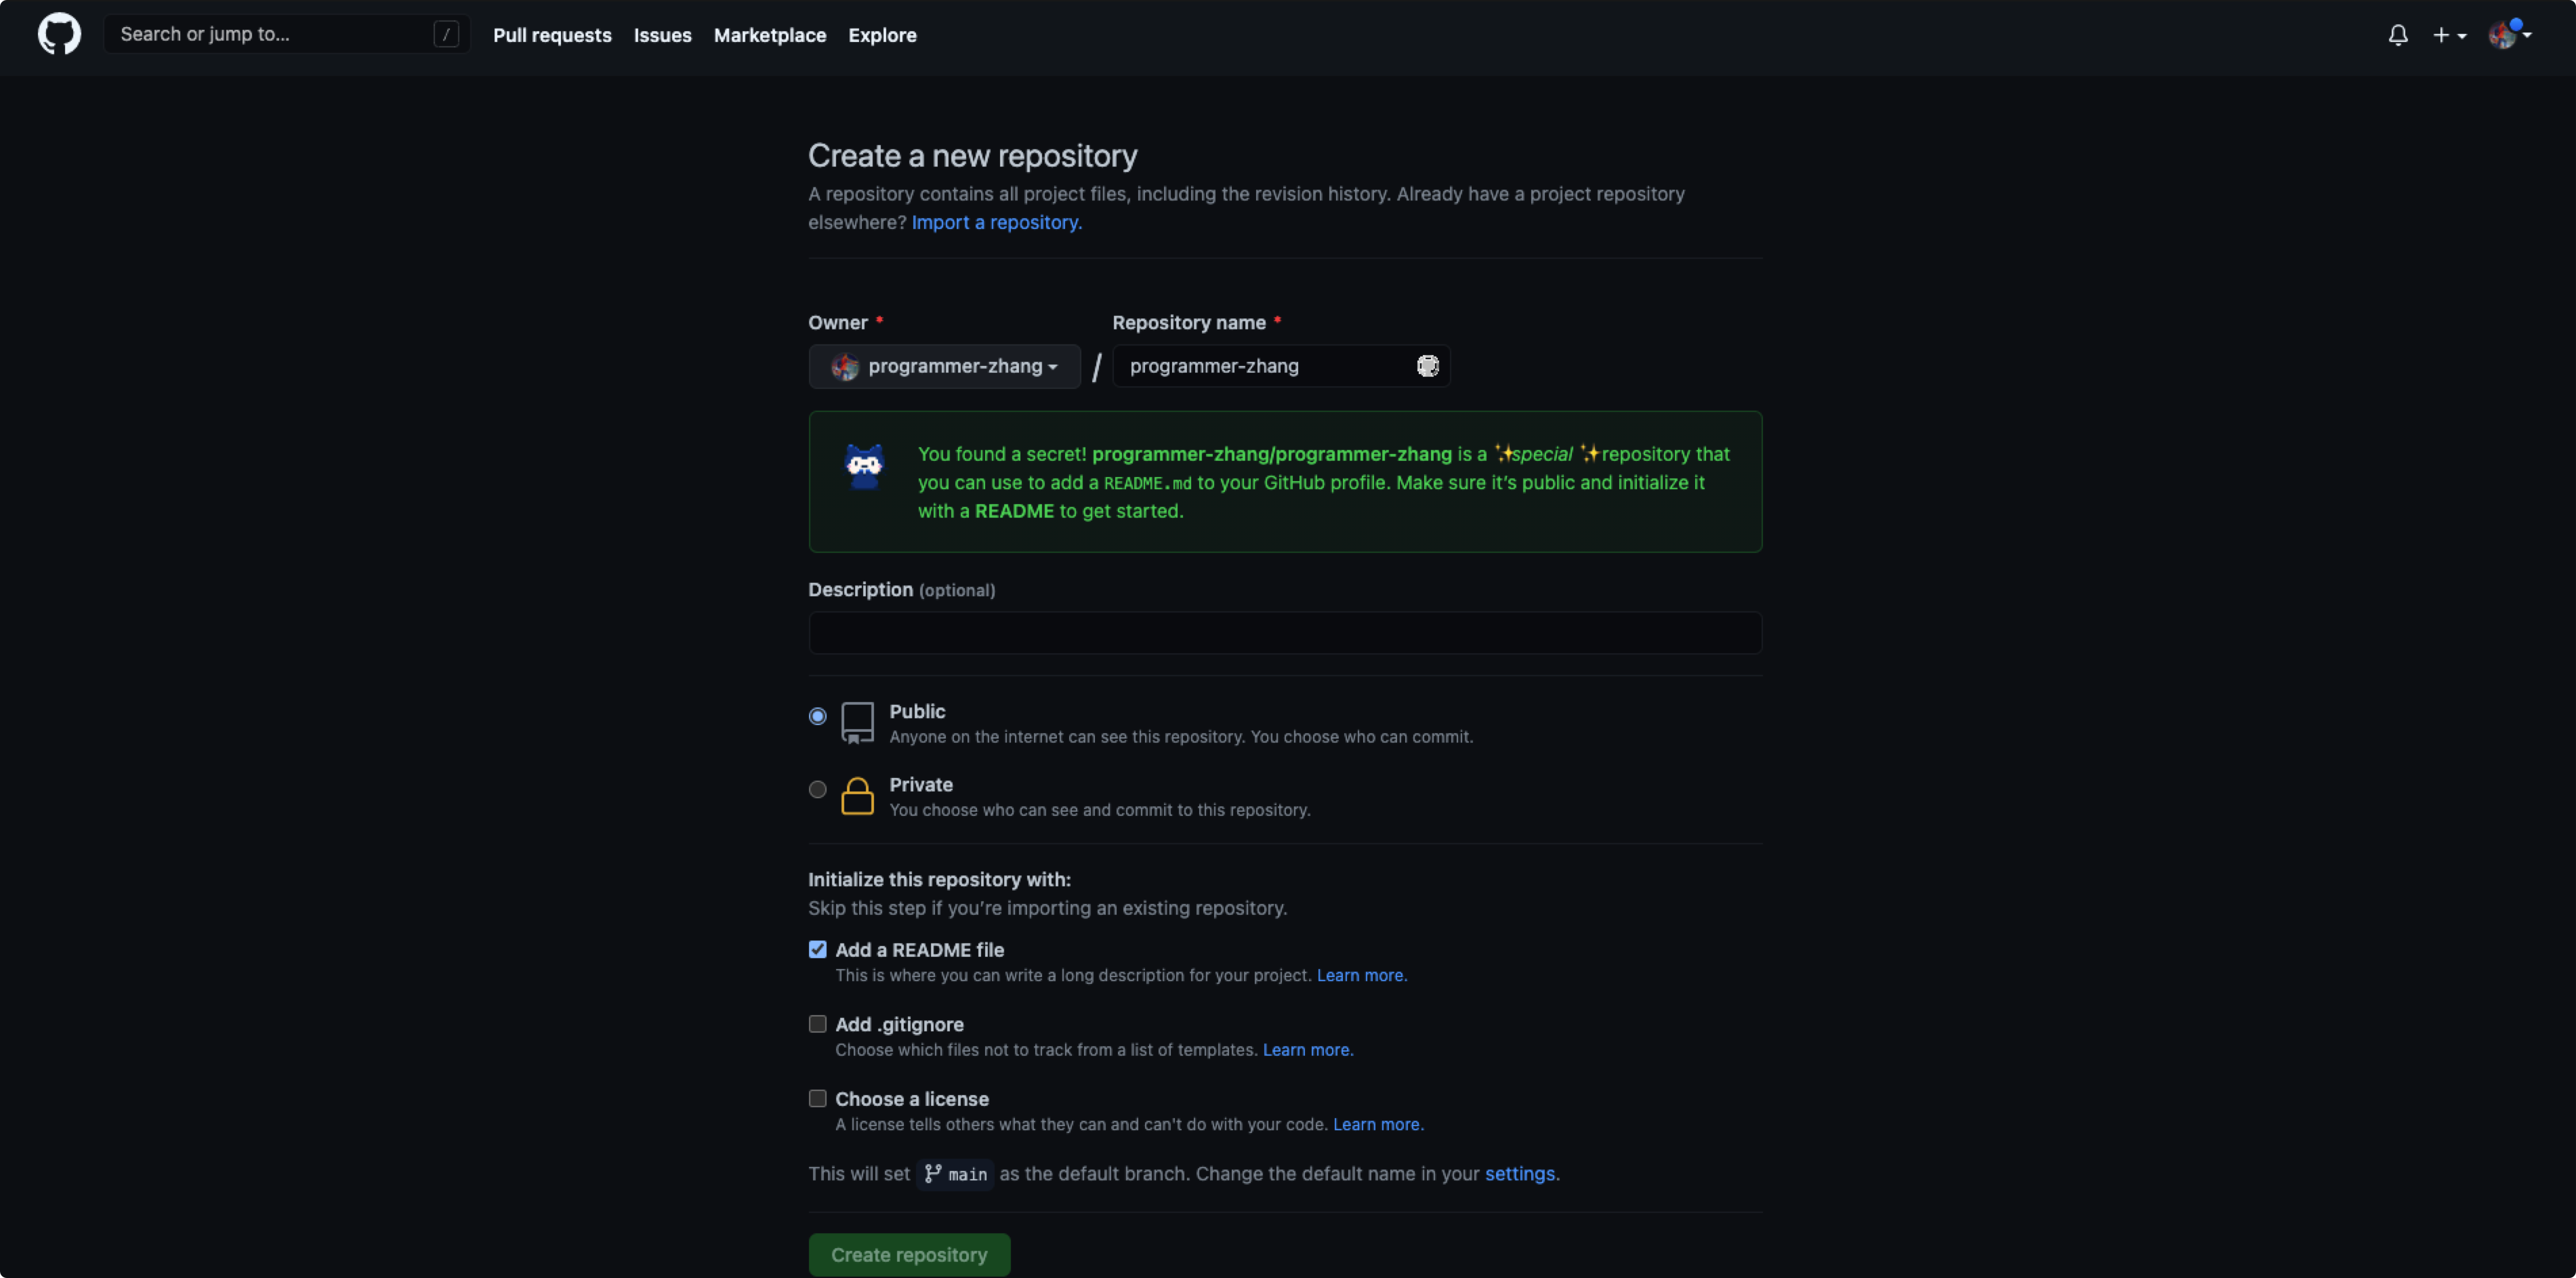 Search or jump to... /
Pull requests Issues Marketplace Explore
Create a new repository
A repository contains all project files, including the revision history. Already have a project repository
elsewhere? Import a repository.
Owner * Repository name *
programmer-zhang / programmer-zhang
You found a secret! programmer-zhang/programmer-zhang is a ✨special ✨repository that
you can use to add a README.md to your GitHub profile. Make sure it’s public and initialize it
with a README to get started.
Description (optional)
Public
Anyone on the internet can see this repository. You choose who can commit.
Private
You choose who can see and commit to this repository.
Initialize this repository with:
Skip this step if you’re importing an existing repository.
Add a README file
This is where you can write a long description for your project. Learn more.
Add .gitignore
Choose which files not to track from a list of templates. Learn more.
Choose a license
A license tells others what they can and can't do with your code. Learn more.
This will set main as the default branch. Change the default name in your settings.
Create repository